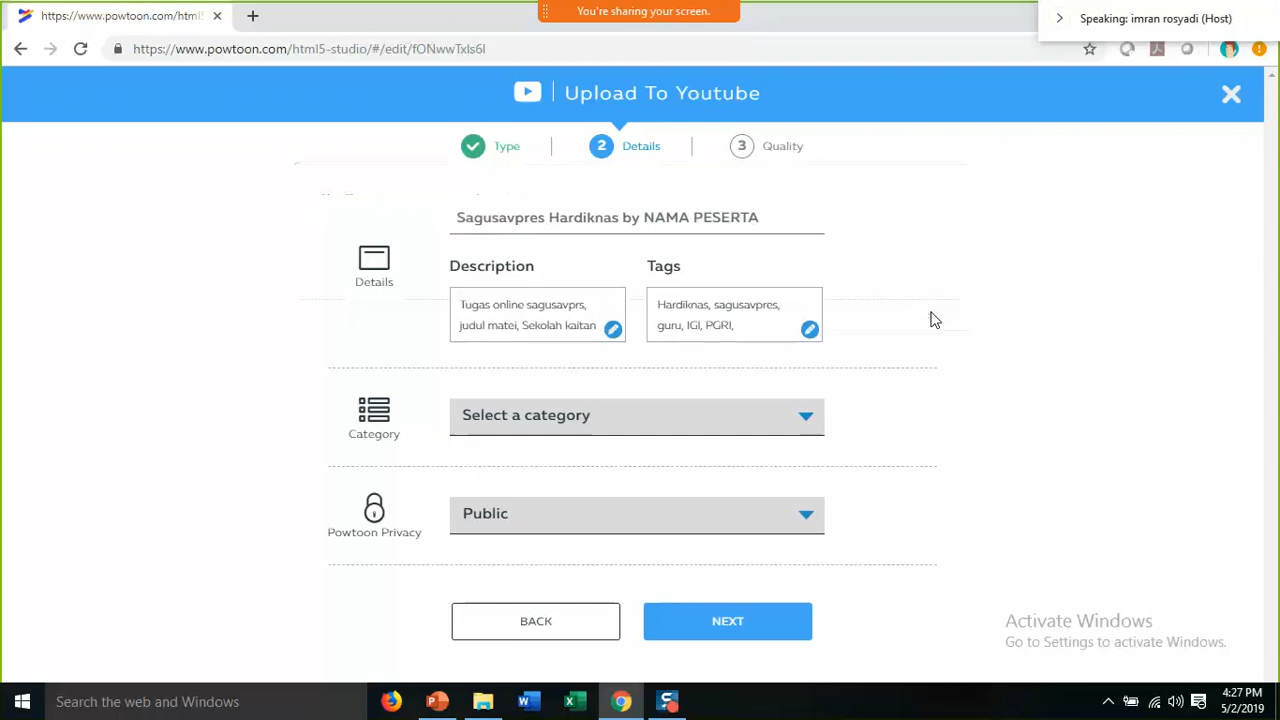 https://www.powtoon.com/html5
You're sharing your screen.
Speaking: imran rosyadi (Host)
https://www.powtoon.com/html5-studio/#/edit/fONwwTxls6l
Upload To Youtube
Type
2 Details
3 Quality
Sagusavpres Hardiknas by NAMA PESERTA
Details
Description
Tags
Tugas online sagusavprs,
judul matei, Sekolah kaitan
Hardiknas, sagusavpres,
guru, IGI, PGRI,
Category
Select a category
Powtoon Privacy
Public
BACK
NEXT
Activate Windows
Go to Settings to activate Windows.
Search the web and Windows
4:27 PM
5/2/2019